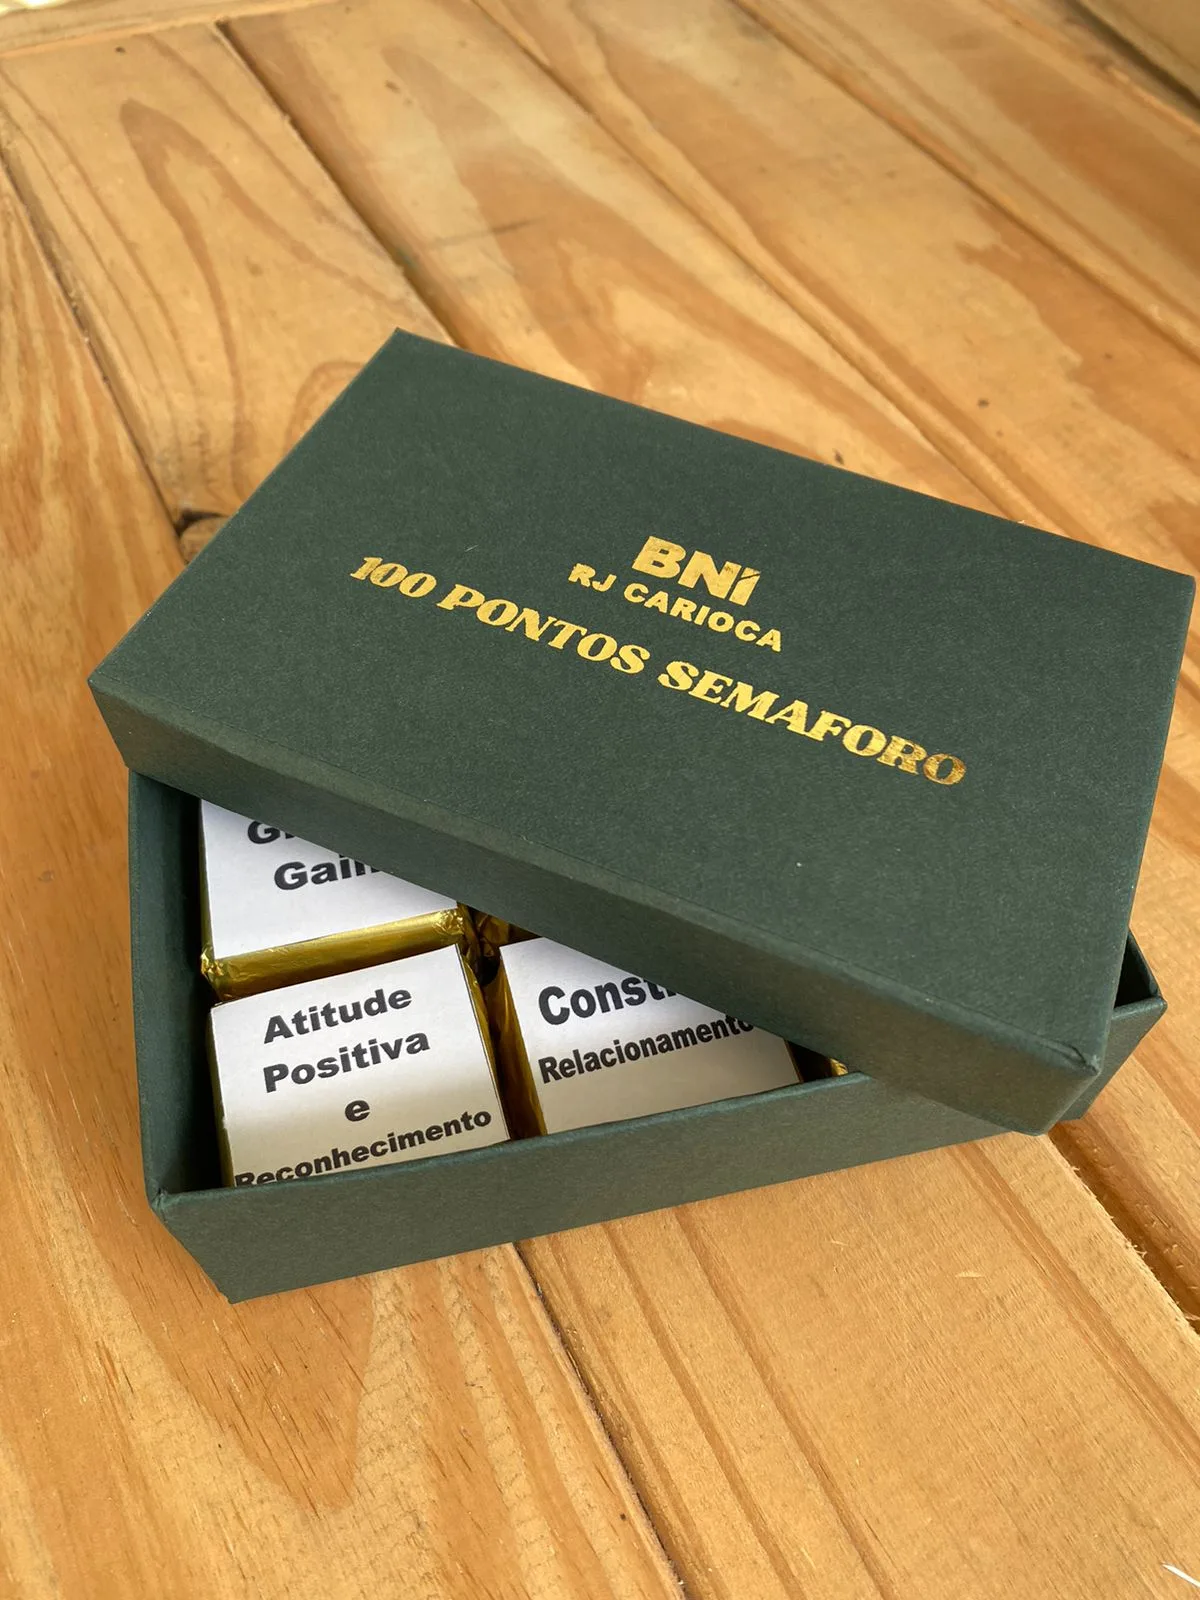 BNI
RJ CARIOCA
100 PONTOS SEMAFORO
Atitude
Positiva
e
Reconhecimento
Relacionamento